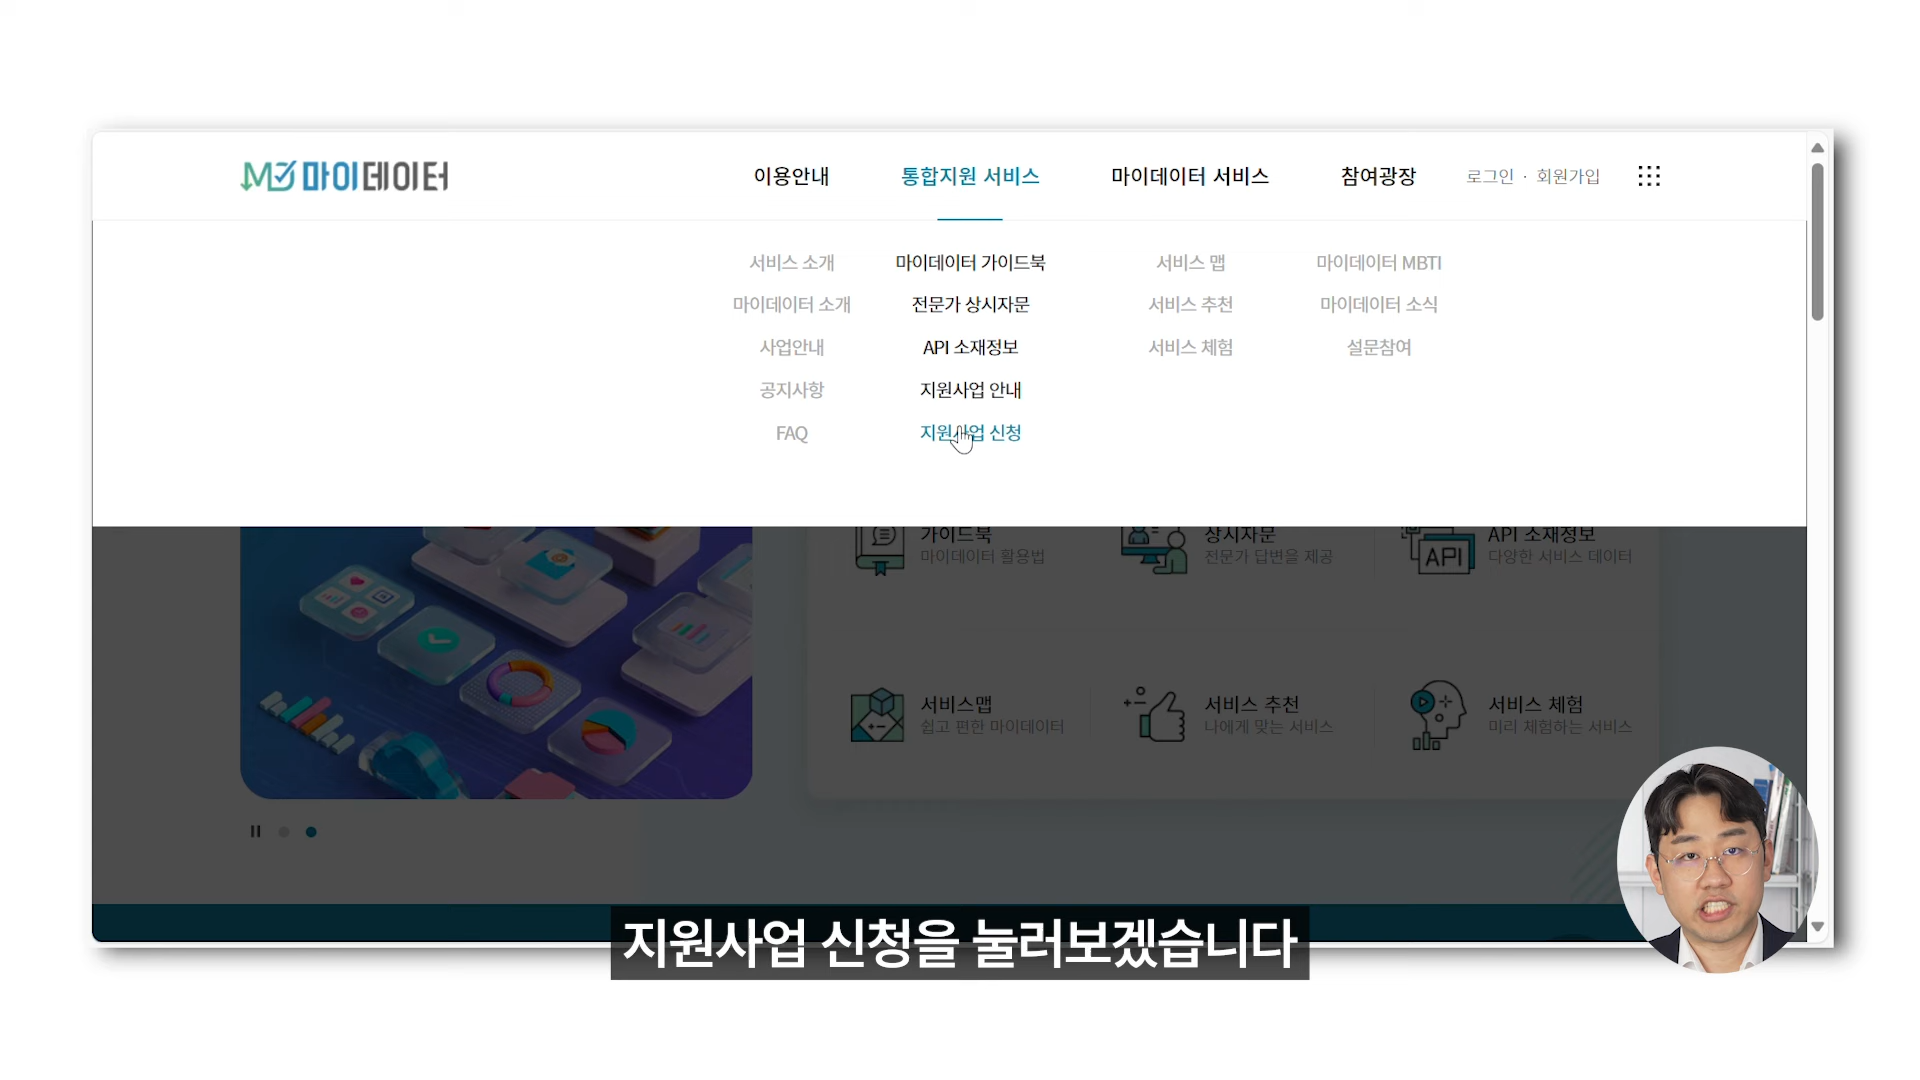 마이데이터
이용안내 통합지원 서비스 마이데이터 서비스 참여광장 로그인 · 회원가입
서비스 소개 마이데이터 가이드북 서비스 맵 마이데이터 MBTI
마이데이터 소개 전문가 상시자문 서비스 추천 마이데이터 소식
사업안내 API 소재정보 서비스 체험 설문참여
공지사항 지원사업 안내
FAQ 지원사업 신청
가이드북 상시자문 API 소재정보
마이데이터 활용법 전문가 답변을 제공 API 다양한 서비스 데이터
서비스맵 서비스 추천 서비스 체험
쉽고 편한 마이데이터 나에게 맞는 서비스 미리 체험하는 서비스
지원사업 신청을 눌러보겠습니다